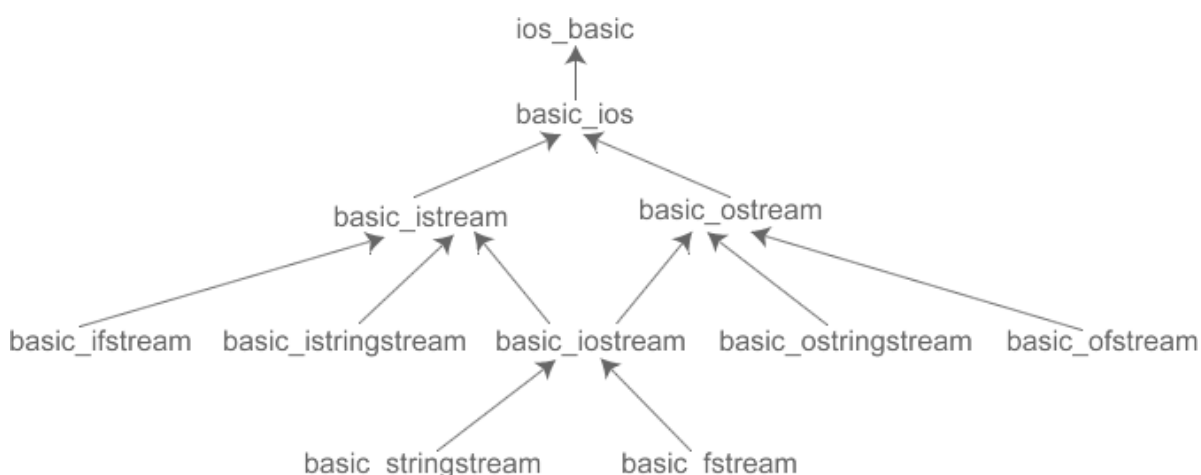 ios_basic
basic_ios
basic_istream
basic_ostream
basic_ifstream
basic_istringstream
basic_iostream
basic_ostringstream
basic_ofstream
basic_stringstream
basic_fstream